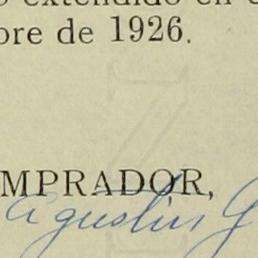 extendido en
bre de 1926.
MPRADOR,
Agustin G